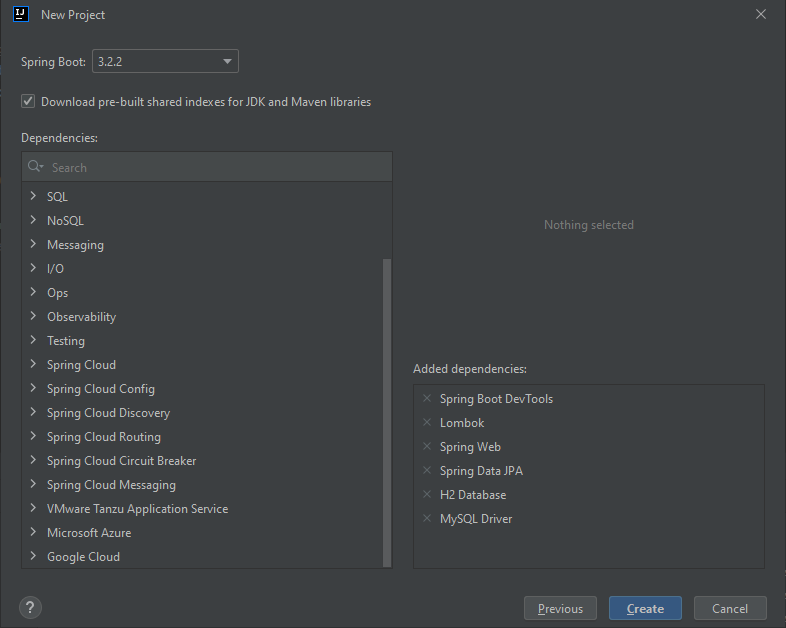 IJ
New Project
Spring Boot: 3.2.2
Download pre-built shared indexes for JDK and Maven libraries
Dependencies:
Search
SQL
NoSQL
Messaging
I/O
Ops
Observability
Testing
Spring Cloud
Spring Cloud Config
Spring Cloud Discovery
Spring Cloud Routing
Spring Cloud Circuit Breaker
Spring Cloud Messaging
VMware Tanzu Application Service
Microsoft Azure
Google Cloud
Nothing selected
Added dependencies:
Spring Boot DevTools
Lombok
Spring Web
Spring Data JPA
H2 Database
MySQL Driver
?
Previous
Create
Cancel